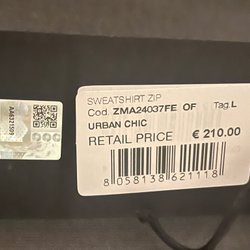 SWEATSHIRT ZIP
Cod. ZMA24037FE OF Tag.L
URBAN CHIC
RETAIL PRICE € 210.00
8 058138 621118